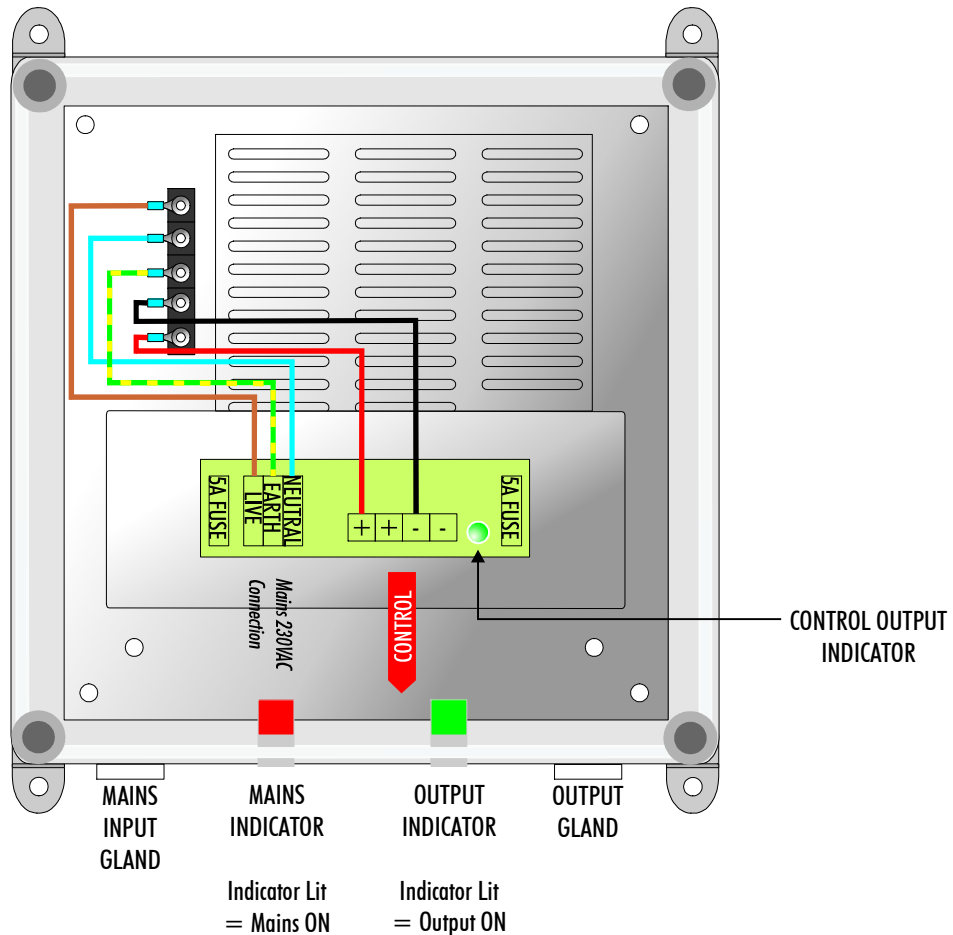 5A FUSE
LIVE
EARTH
NEUTRAL
+ + - -
5A FUSE
Mains 230VAC
Connection
CONTROL
CONTROL OUTPUT
INDICATOR
MAINS
INPUT
GLAND
MAINS
INDICATOR
Indicator Lit
= Mains ON
OUTPUT
INDICATOR
Indicator Lit
= Output ON
OUTPUT
GLAND